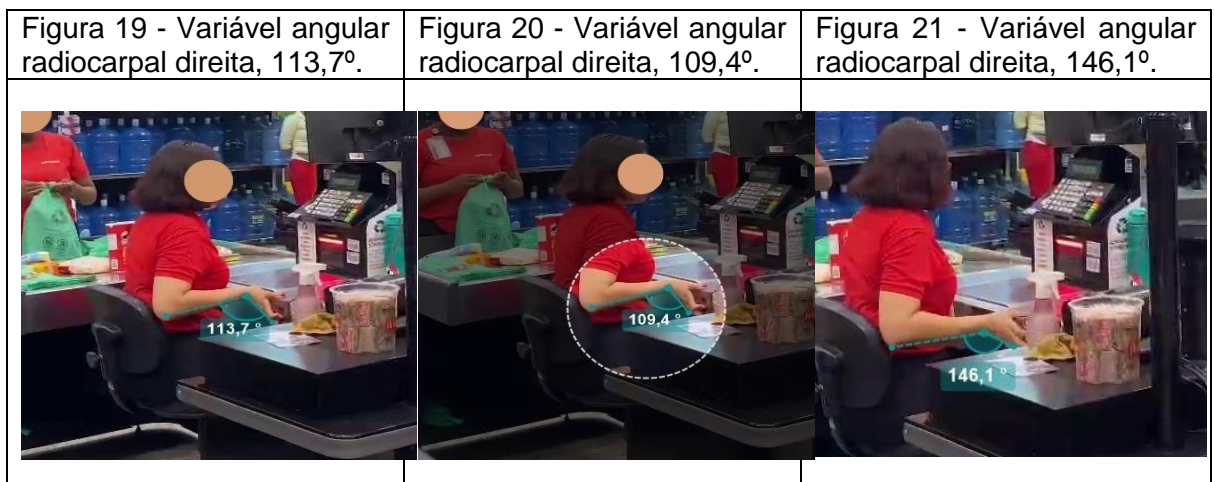 Figura 19 - Variável angular
radiocarpal direita, 113,7º.
Figura 20 - Variável angular
radiocarpal direita, 109,4º.
Figura 21 - Variável angular
radiocarpal direita, 146,1º.
113,7 °
109,4 °
146,1 °